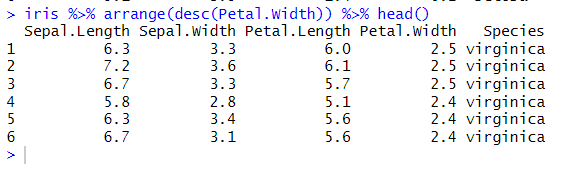 > iris %>% arrange(desc(Petal.Width)) %>% head()
  Sepal.Length Sepal.Width Petal.Length Petal.Width   Species
1          6.3         3.3          6.0         2.5 virginica
2          7.2         3.6          6.1         2.5 virginica
3          6.7         3.3          5.7         2.5 virginica
4          5.8         2.8          5.1         2.4 virginica
5          6.3         3.4          5.6         2.4 virginica
6          6.7         3.1          5.6         2.4 virginica
>